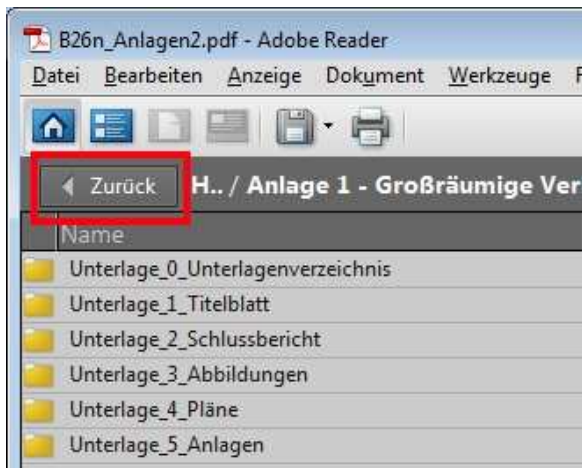 B26n_Anlagen2.pdf - Adobe Reader
Datei Bearbeiten Anzeige Dokument Werkzeuge
Zurück H.. / Anlage 1 - Großräumige Ver
Name
Unterlage_0_Unterlagenverzeichnis
Unterlage_1_Titelblatt
Unterlage_2_Schlussbericht
Unterlage_3_Abbildungen
Unterlage_4_Pläne
Unterlage_5_Anlagen